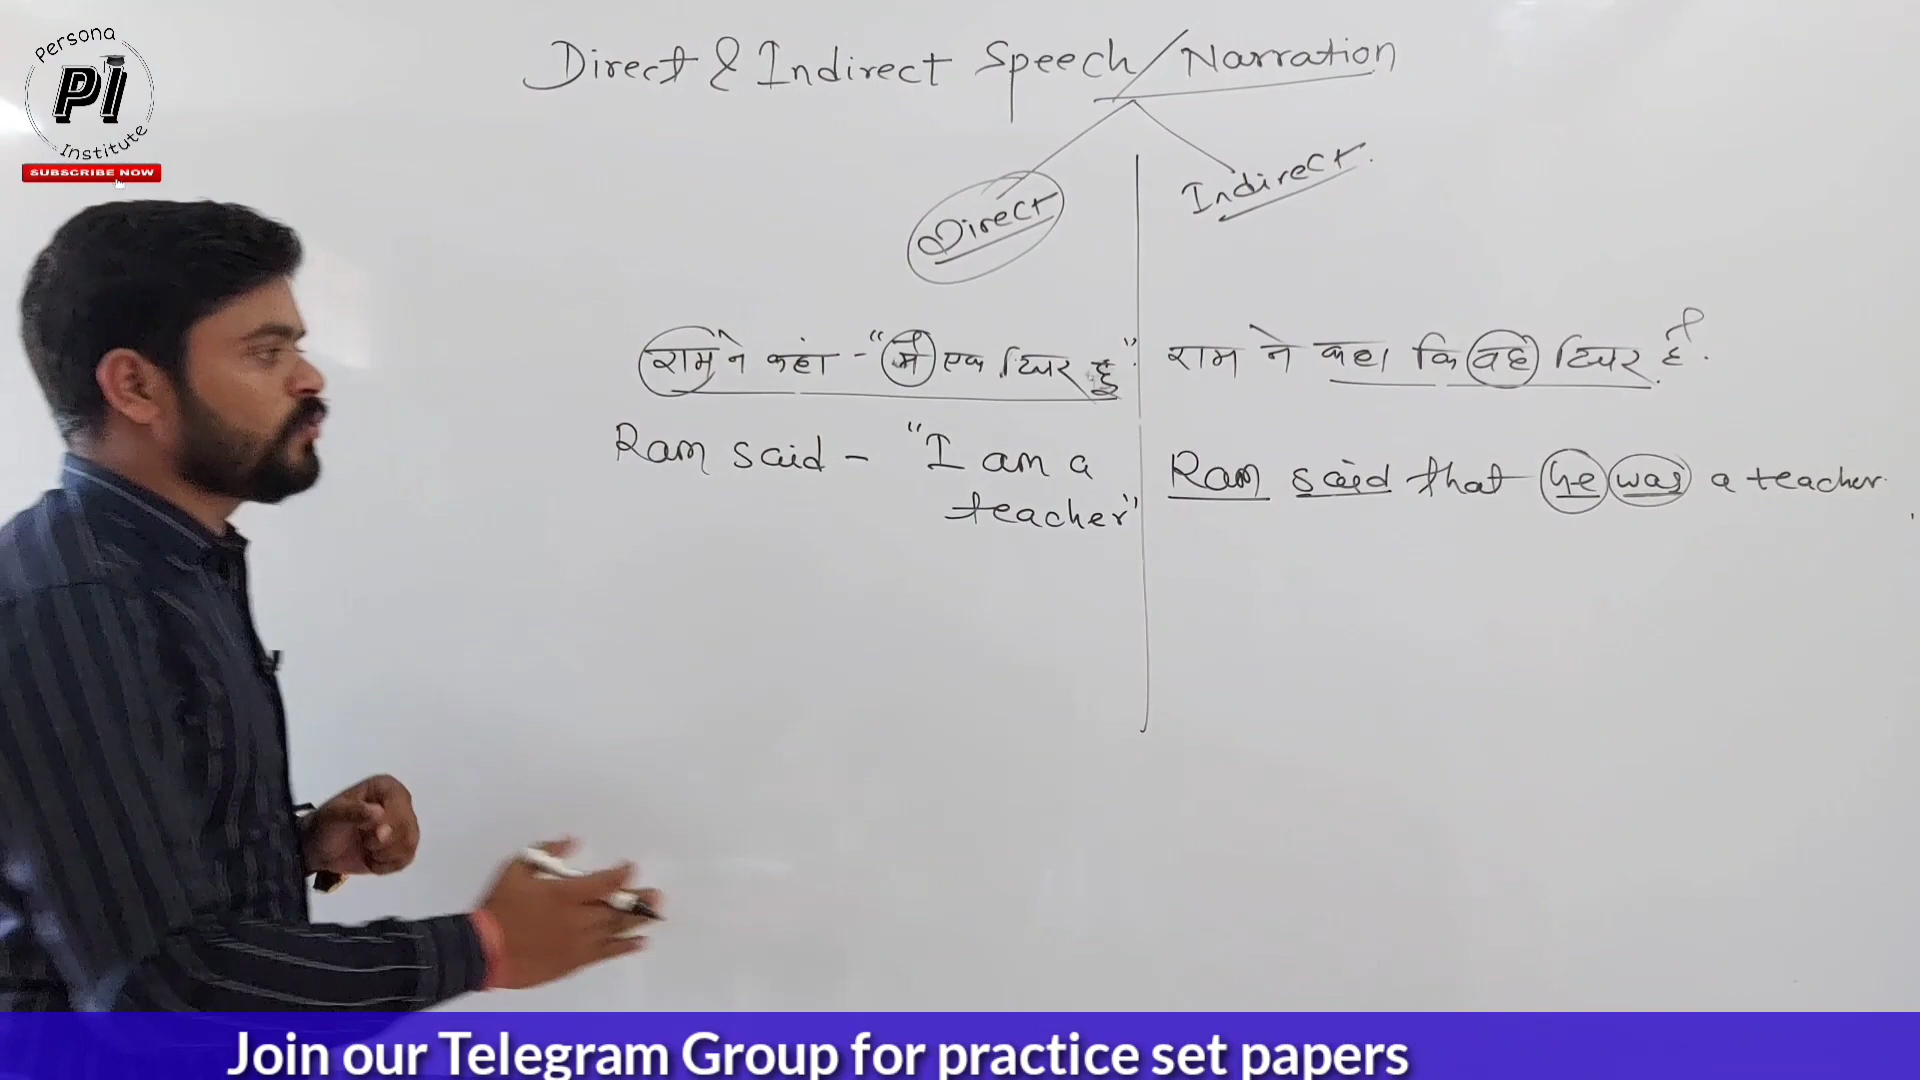 Persona
PI
Institute
SUBSCRIBE NOW
Direct & Indirect Speech/Narration
Direct
Indirect.
राम ने कहा - "मैं एक टीचर हूँ".
राम ने कहा कि वह टीचर है.
Ram said - "I am a
teacher"
Ram said that he was a teacher.
Join our Telegram Group for practice set papers